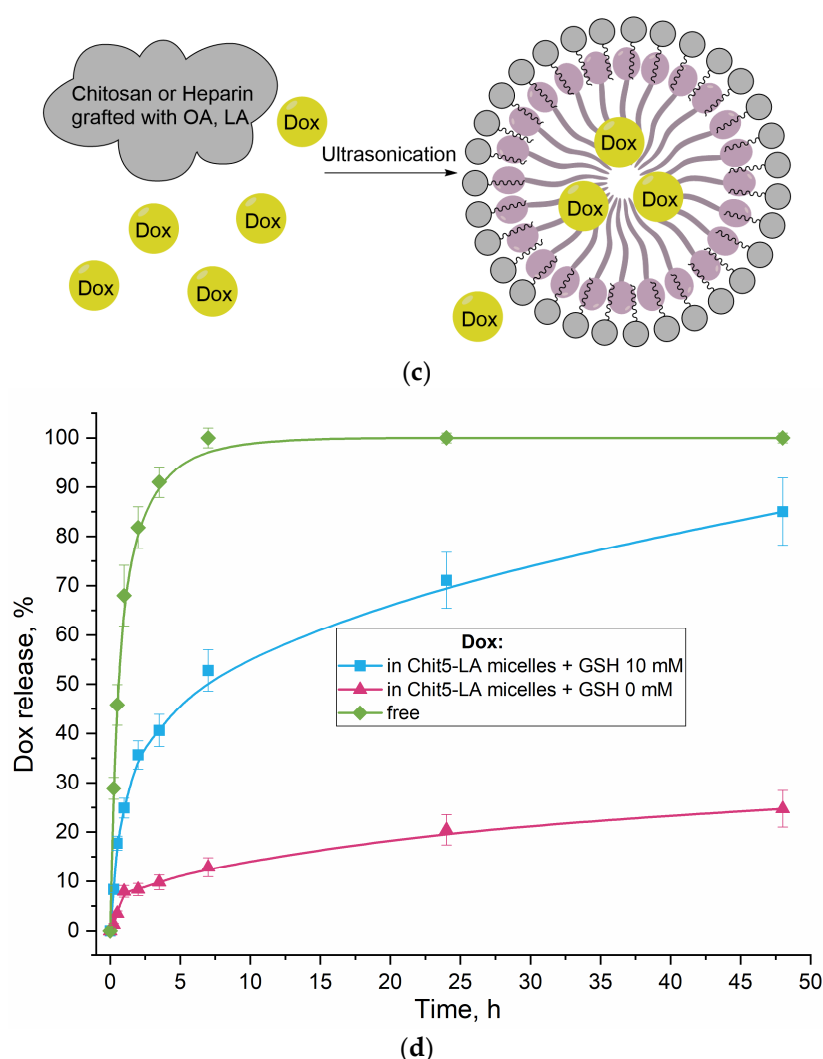 Chitosan or Heparin
grafted with OA, LA
Dox
Ultrasonication
Dox
Dox
Dox
Dox
Dox
Dox
Dox
Dox
(c)
Dox release, %
100
90
80
70
60
50
40
30
20
10
0
Dox:
in Chit5-LA micelles + GSH 10 mM
in Chit5-LA micelles + GSH 0 mM
free
0 5 10 15 20 25 30 35 40 45 50
Time, h
(d)